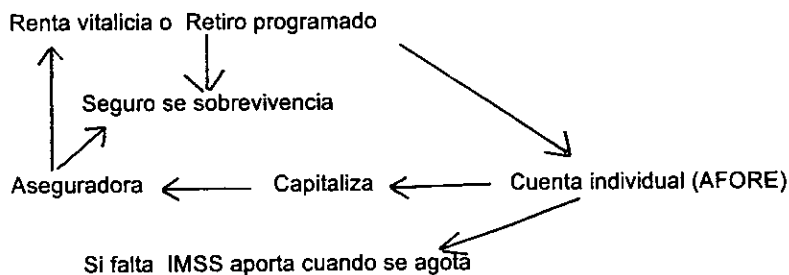 Renta vitalicia o Retiro programado
Seguro se sobrevivencia
Aseguradora Capitaliza Cuenta individual (AFORE)
Si falta IMSS aporta cuando se agota